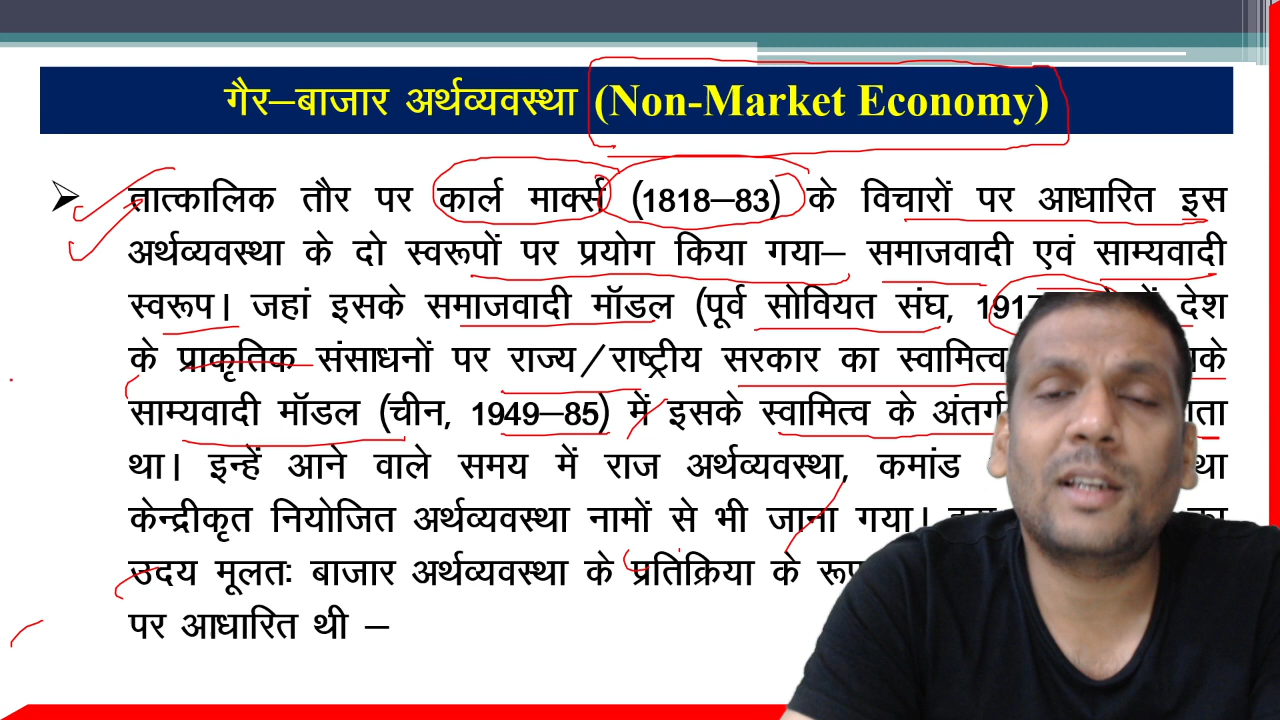 गैर–बाजार अर्थव्यवस्था (Non-Market Economy)
➢ तात्कालिक तौर पर कार्ल मार्क्स (1818–83) के विचारों पर आधारित इस
अर्थव्यवस्था के दो स्वरूपों पर प्रयोग किया गया– समाजवादी एवं साम्यवादी
स्वरूप। जहां इसके समाजवादी मॉडल (पूर्व सोवियत संघ, देश
के प्राकृतिक संसाधनों पर राज्य/राष्ट्रीय सरकार का स्वामित्व
साम्यवादी मॉडल (चीन, 1949–85) में इसके स्वामित्व के
था। इन्हें आने वाले समय में राज अर्थव्यवस्था, कमांड
केन्द्रीकृत नियोजित अर्थव्यवस्था नामों से भी जाना गया।
उदय मूलतः बाजार अर्थव्यवस्था के प्रतिक्रिया के
पर आधारित थी –